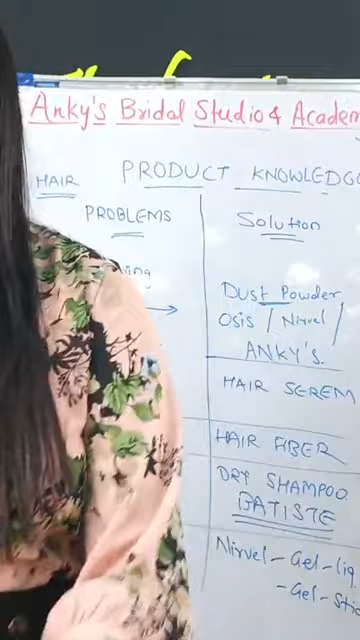 Anky's Bridal Studio & Academ
HAIR PRODUCT KNOWLEDG
PROBLEMS Solution
ing
Dust Powder
OSIS / Nirvel /
ANKY'S.
HAIR SEREM
HAIR FIBER
DRY SHAMPOO
BATISTE
Nirvel - Gel - liq
- Gel - Stic